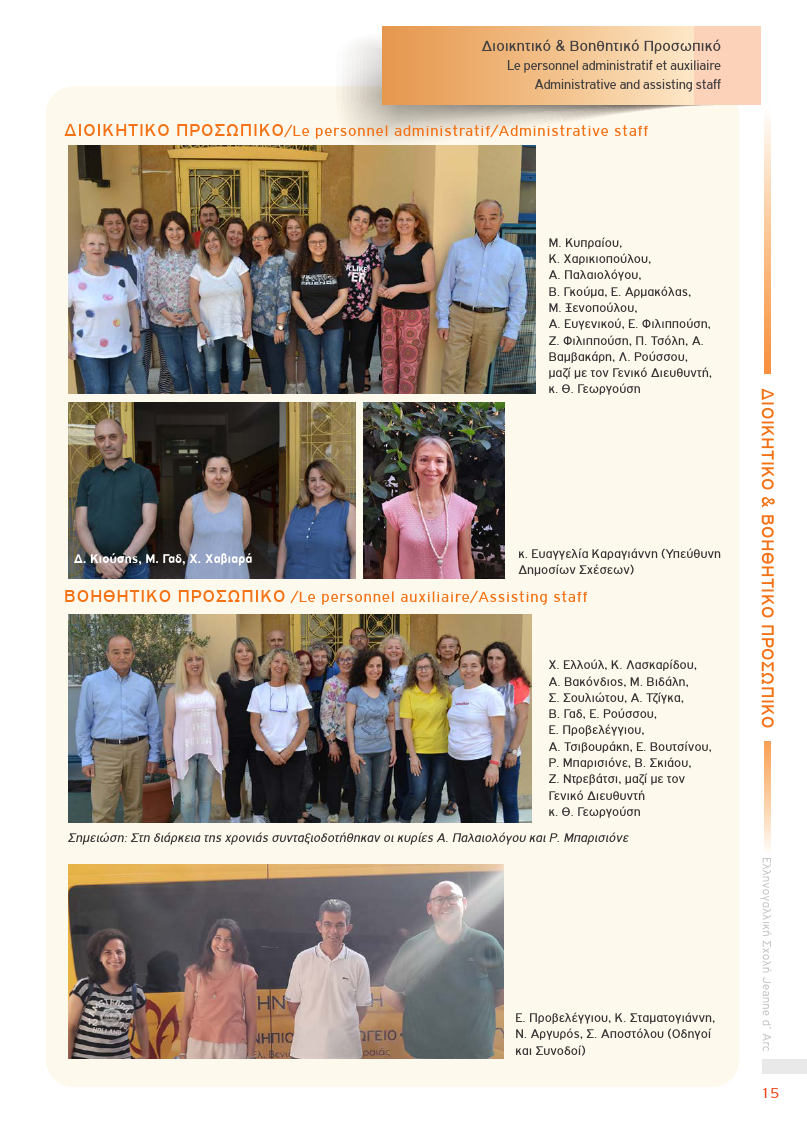 Διοικητικό & Βοηθητικό Προσωπικό
Le personnel administratif et auxiliaire
Administrative and assisting staff
ΔΙΟΙΚΗΤΙΚΟ ΠΡΟΣΩΠΙΚΟ/Le personnel administratif/Administrative staff
Μ. Κυπραίου,
Κ. Χαρικιοπούλου,
Α. Παλαιολόγου,
Β. Γκούμα, Ε. Αρμακόλας,
Μ. Ξενοπούλου,
Α. Ευγενικού, Ε. Φιλιππούση,
Ζ. Φιλιππούση, Π. Τσόλη, Α.
Βαμβακάρη, Λ. Ρούσσου,
μαζί με τον Γενικό Διευθυντή,
κ. Θ. Γεωργούση
Δ. Κιούσης, Μ. Γαδ, Χ. Χαβιαρά
κ. Ευαγγελία Καραγιάννη (Υπεύθυνη
Δημοσίων Σχέσεων)
ΒΟΗΘΗΤΙΚΟ ΠΡΟΣΩΠΙΚΟ /Le personnel auxiliaire/Assisting staff
Χ. Ελλούλ, Κ. Λασκαρίδου,
Α. Βακόνδιος, Μ. Βιδάλη,
Σ. Σουλιώτου, Α. Τζίγκα,
Β. Γαδ, Ε. Ρούσσου,
Ε. Προβελέγγιου,
Α. Τσιβουράκη, Ε. Βουτσίνου,
Ρ. Μπαρισιόνε, Β. Σκιάου,
Ζ. Ντρεβάτσι, μαζί με τον
Γενικό Διευθυντή
κ. Θ. Γεωργούση
Σημειώση: Στη διάρκεια της χρονιάς συνταξιοδοτήθηκαν οι κυρίες Α. Παλαιολόγου και Ρ. Μπαρισιόνε
Ε. Προβελέγγιου, Κ. Σταματογιάννη,
Ν. Αργυρός, Σ. Αποστόλου (Οδηγοί
και Συνοδοί)
ΔΙΟΙΚΗΤΙΚΟ & ΒΟΗΘΗΤΙΚΟ ΠΡΟΣΩΠΙΚΟ
Ελληνογαλλική Σχολή Jeanne d' Arc
15